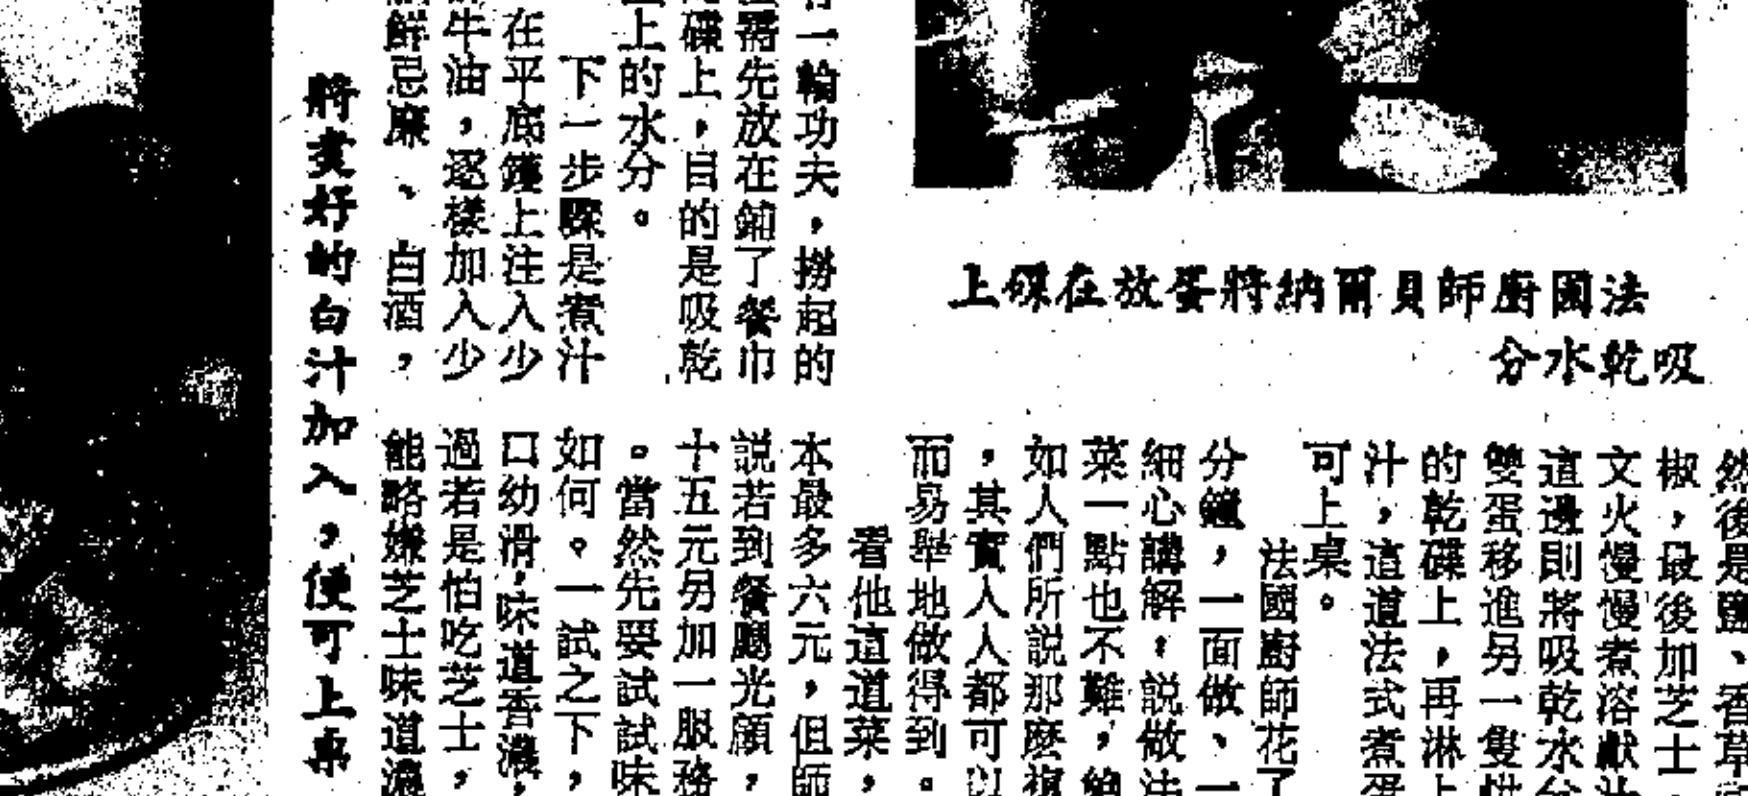 法國廚師貝爾納將蛋放在碟上
吸乾水分
一輪功夫，撈起的
需先放在鋪了餐巾
碟上，目的是吸乾
上的水分。
下一步驟是煮汁
在平底鑊上注入少
牛油，逐樣加入少
鮮忌廉、白酒，
將煮好的白汁加入，便可上桌
然後是鹽、香草
椒，最後加芝士，
文火慢慢煮溶獻汁
這邊則將吸乾水分
雙蛋移進另一隻烘
的乾碟上，再淋上
汁，這道法式煮蛋
可上桌。
法國廚師花了
分鐘，一面做、一
細心講解，說做法
菜一點也不難，絕
如人們所說那麼複
，其實人人都可以
而易舉地做得到。
看他這道菜，
本最多六元，但師
說若到餐廳光顧，
十五元另加一服務
。當然先要試試味
如何。一試之下，
口幼滑，味道香濃，
過若是怕吃芝士，
能略嫌芝士味道濃